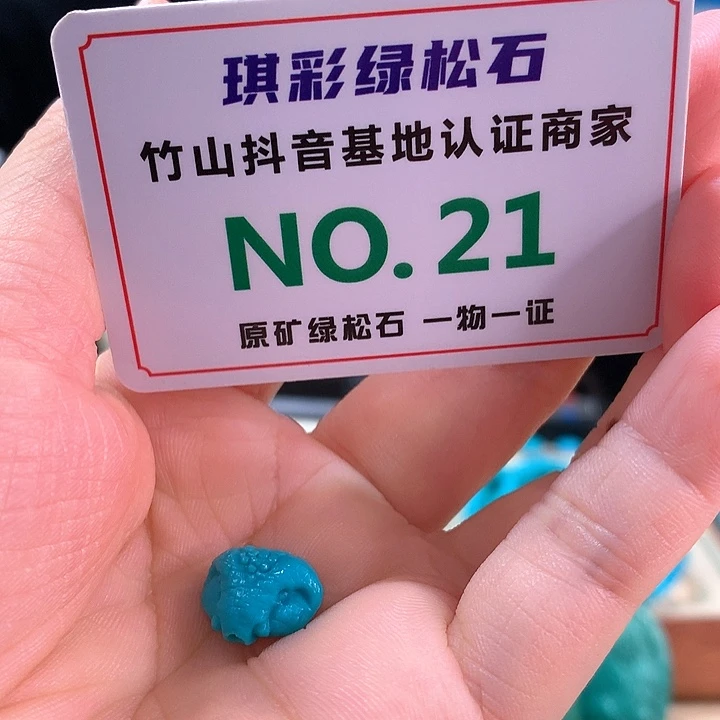 琪彩绿松石
竹山抖音基地认证商家
NO.21
原矿绿松石 一物一证